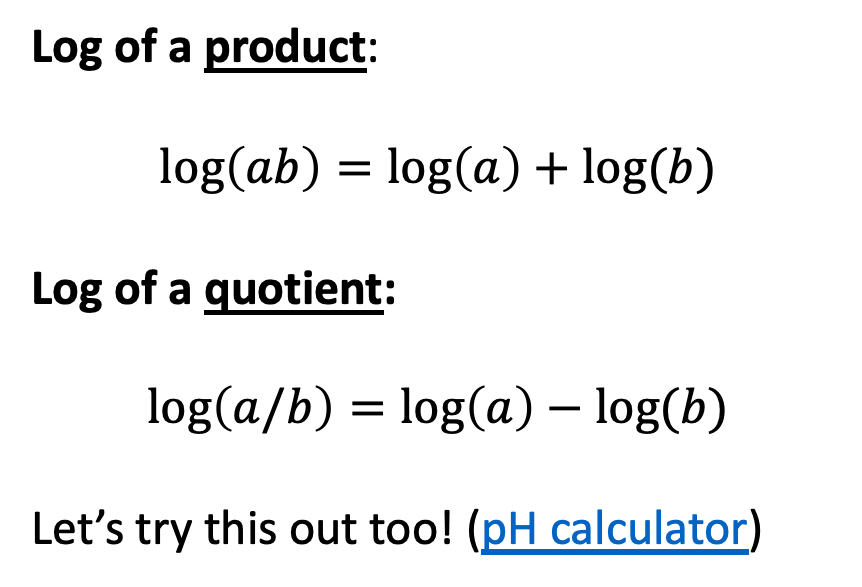 Log of a product:
log(ab) = log(a) + log(b)
Log of a quotient:
log(a/b) = log(a) − log(b)
Let’s try this out too! (pH calculator)